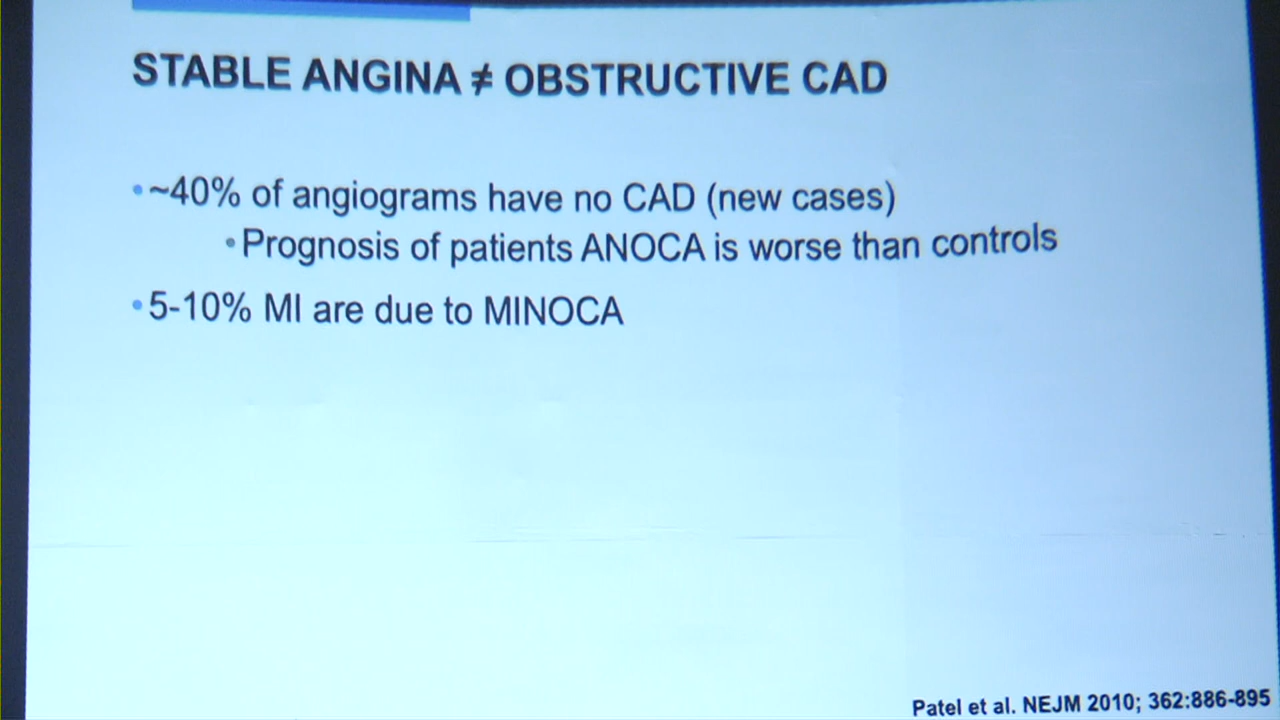 STABLE ANGINA ≠ OBSTRUCTIVE CAD
•~40% of angiograms have no CAD (new cases)
•Prognosis of patients ANOCA is worse than controls
•5-10% MI are due to MINOCA
Patel et al. NEJM 2010; 362:886-895